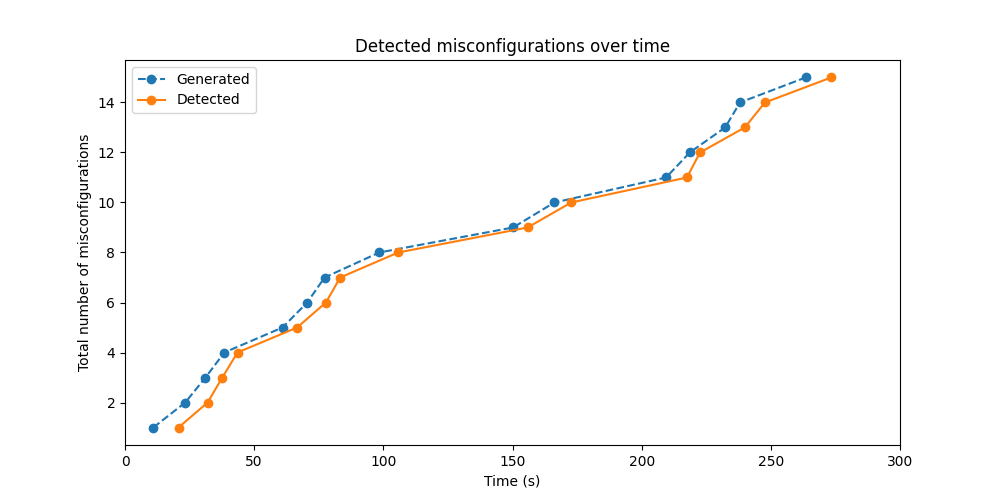 Detected misconfigurations over time
Generated
Detected
Total number of misconfigurations
14
12
10
8
6
4
2
0 50 100 150 200 250 300
Time (s)